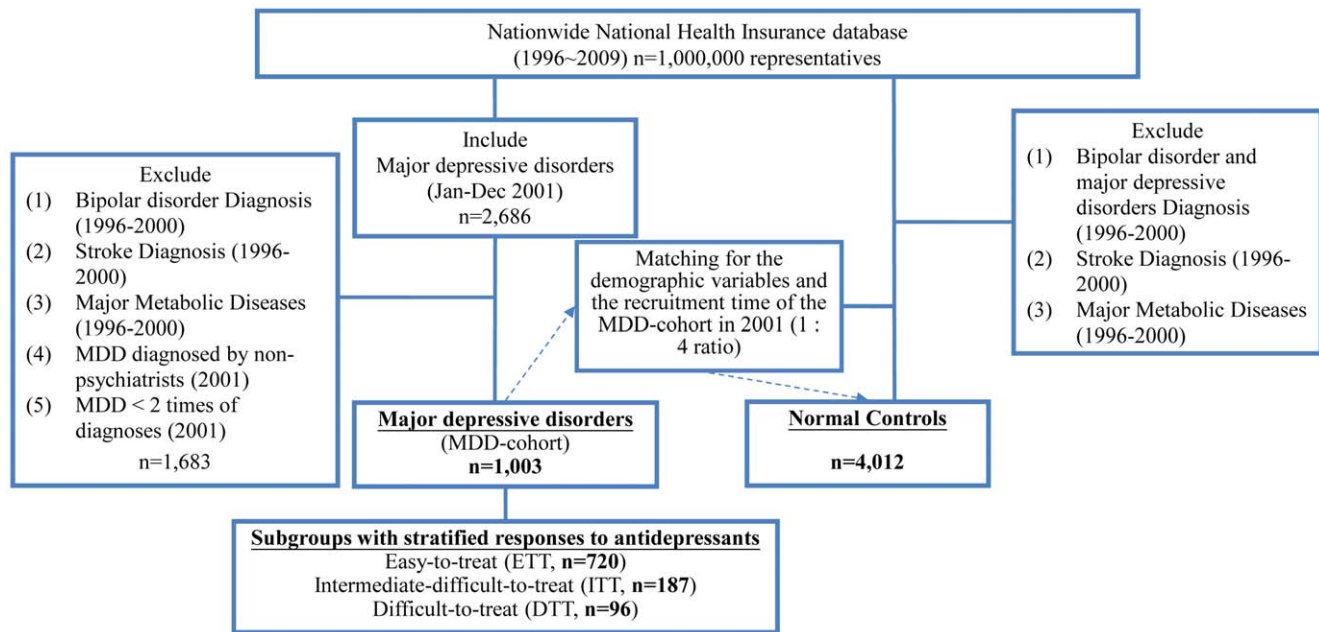 Nationwide National Health Insurance database
(1996~2009) n=1,000,000 representatives
Include
Major depressive disorders
(Jan-Dec 2001)
n=2,686
Exclude
(1) Bipolar disorder Diagnosis
(1996-2000)
(2) Stroke Diagnosis (1996-
2000)
(3) Major Metabolic Diseases
(1996-2000)
(4) MDD diagnosed by non-
psychiatrists (2001)
(5) MDD < 2 times of
diagnoses (2001)
n=1,683
Matching for the
demographic variables and
the recruitment time of the
MDD-cohort in 2001 (1 :
4 ratio)
Exclude
(1) Bipolar disorder and
major depressive
disorders Diagnosis
(1996-2000)
(2) Stroke Diagnosis (1996-
2000)
(3) Major Metabolic Diseases
(1996-2000)
Major depressive disorders
(MDD-cohort)
n=1,003
Normal Controls
n=4,012
Subgroups with stratified responses to antidepressants
Easy-to-treat (ETT, n=720)
Intermediate-difficult-to-treat (ITT, n=187)
Difficult-to-treat (DTT, n=96)